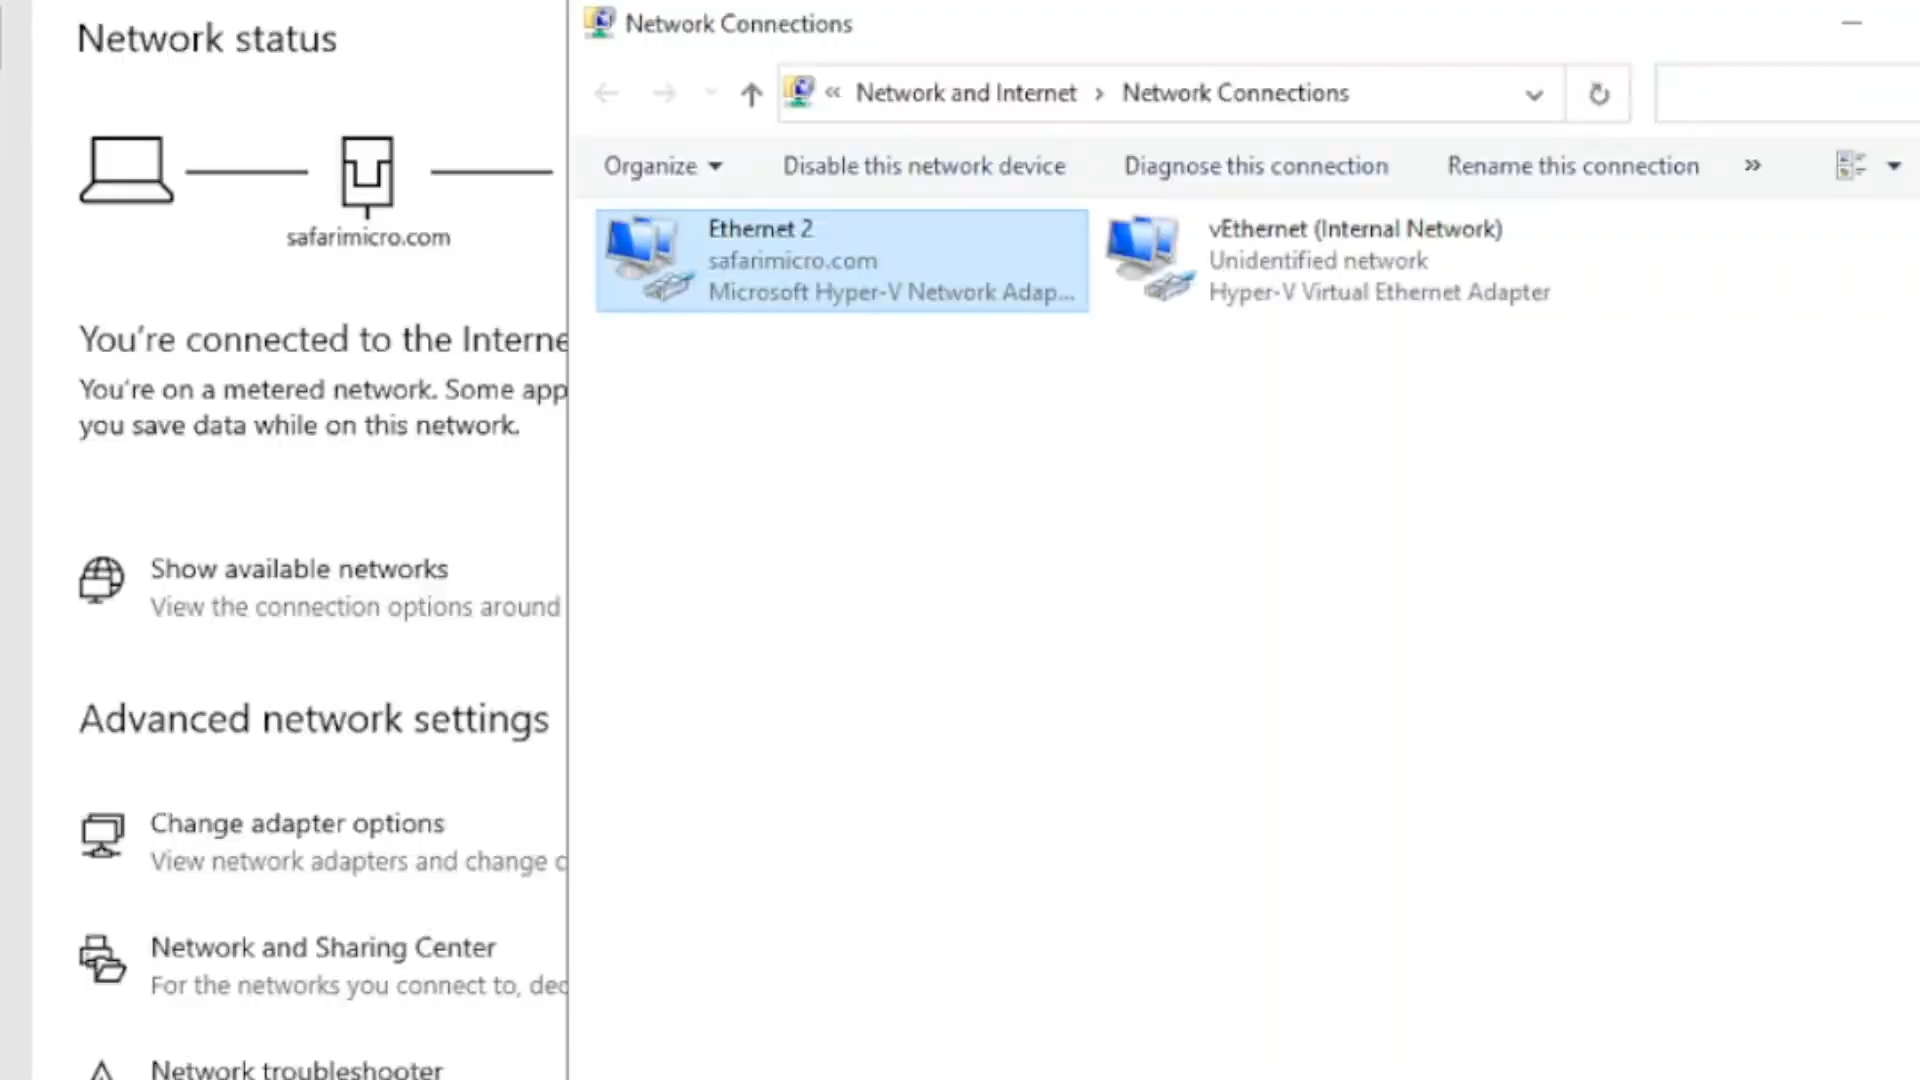 Network status
safarimicro.com
You're connected to the Interne
You're on a metered network. Some app
you save data while on this network.
Show available networks
View the connection options around
Advanced network settings
Change adapter options
View network adapters and change c
Network and Sharing Center
For the networks you connect to, dec
Network troubleshooter
Network Connections
« Network and Internet › Network Connections
Organize Disable this network device Diagnose this connection Rename this connection »
Ethernet 2
safarimicro.com
Microsoft Hyper-V Network Adap...
vEthernet (Internal Network)
Unidentified network
Hyper-V Virtual Ethernet Adapter